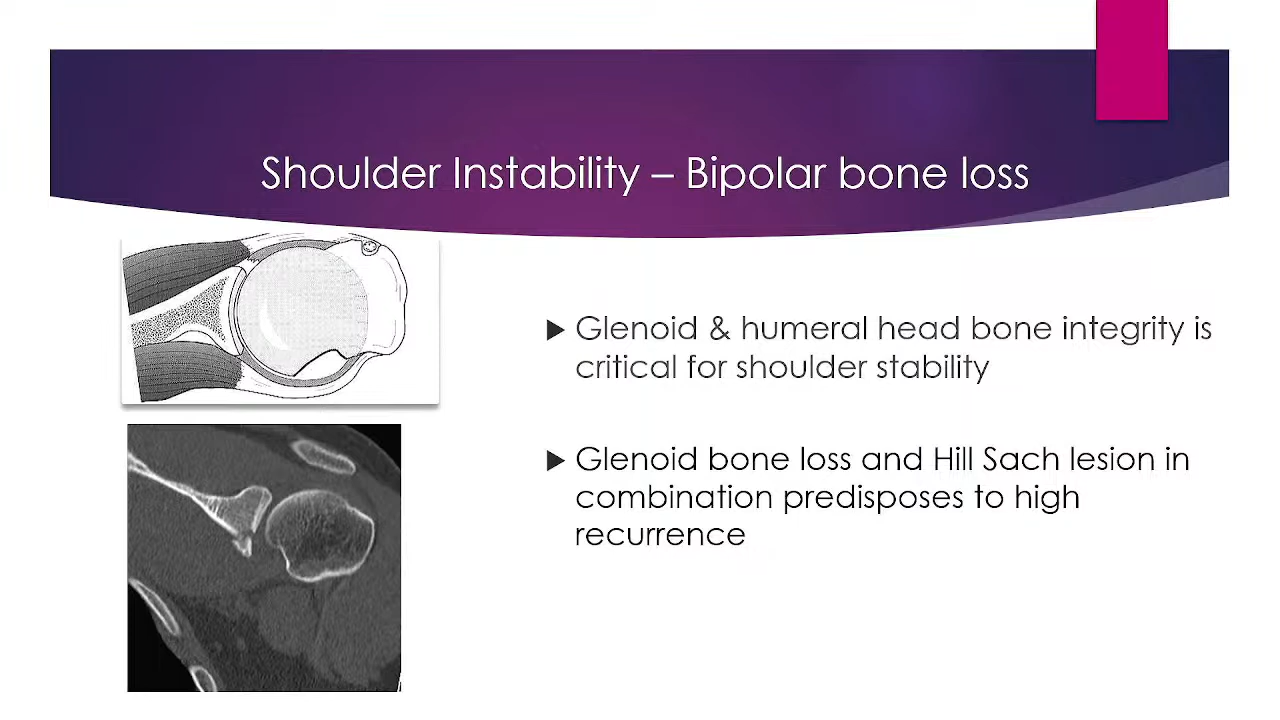 Shoulder Instability – Bipolar bone loss
Glenoid & humeral head bone integrity is
critical for shoulder stability
Glenoid bone loss and Hill Sach lesion in
combination predisposes to high
recurrence